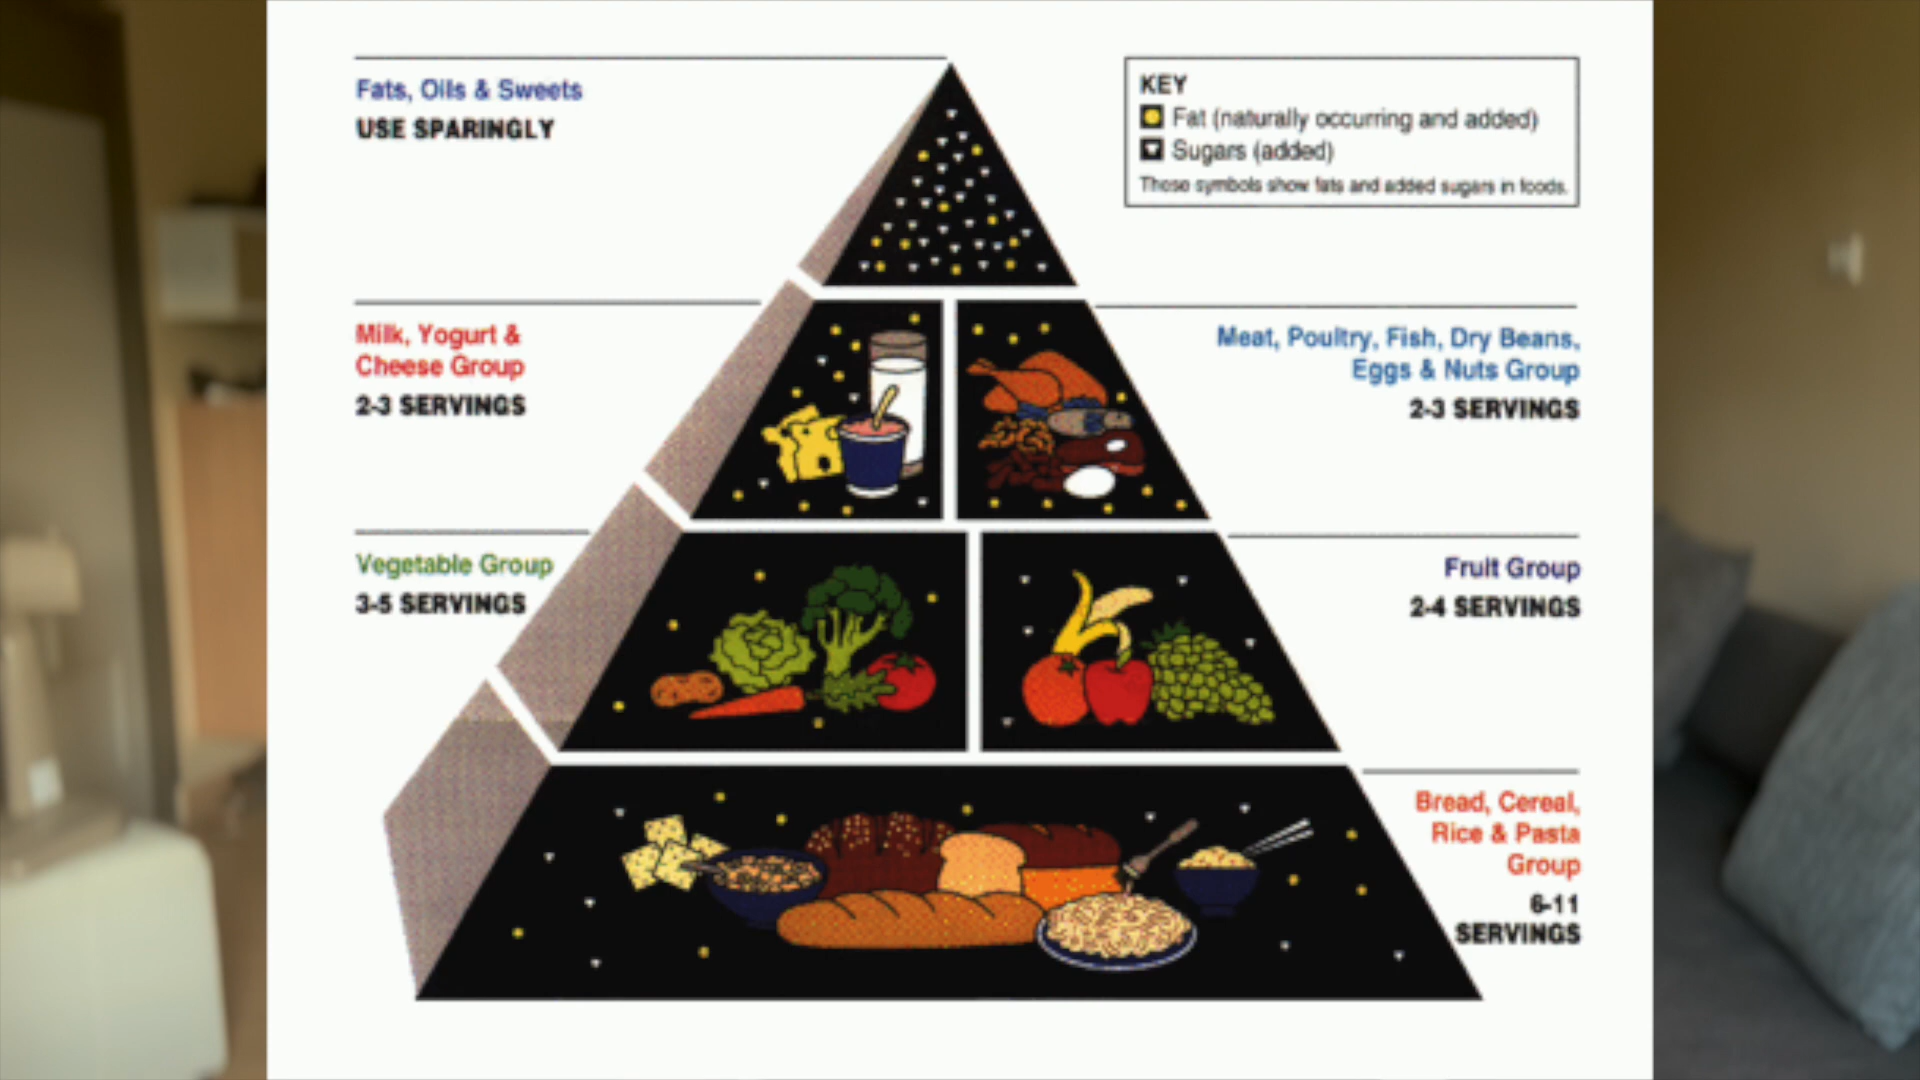 Fats, Oils & Sweets
USE SPARINGLY
KEY
Fat (naturally occurring and added)
Sugars (added)
These symbols show fats and added sugars in foods.
Milk, Yogurt &
Cheese Group
2-3 SERVINGS
Meat, Poultry, Fish, Dry Beans,
Eggs & Nuts Group
2-3 SERVINGS
Vegetable Group
3-5 SERVINGS
Fruit Group
2-4 SERVINGS
Bread, Cereal,
Rice & Pasta
Group
6-11
SERVINGS